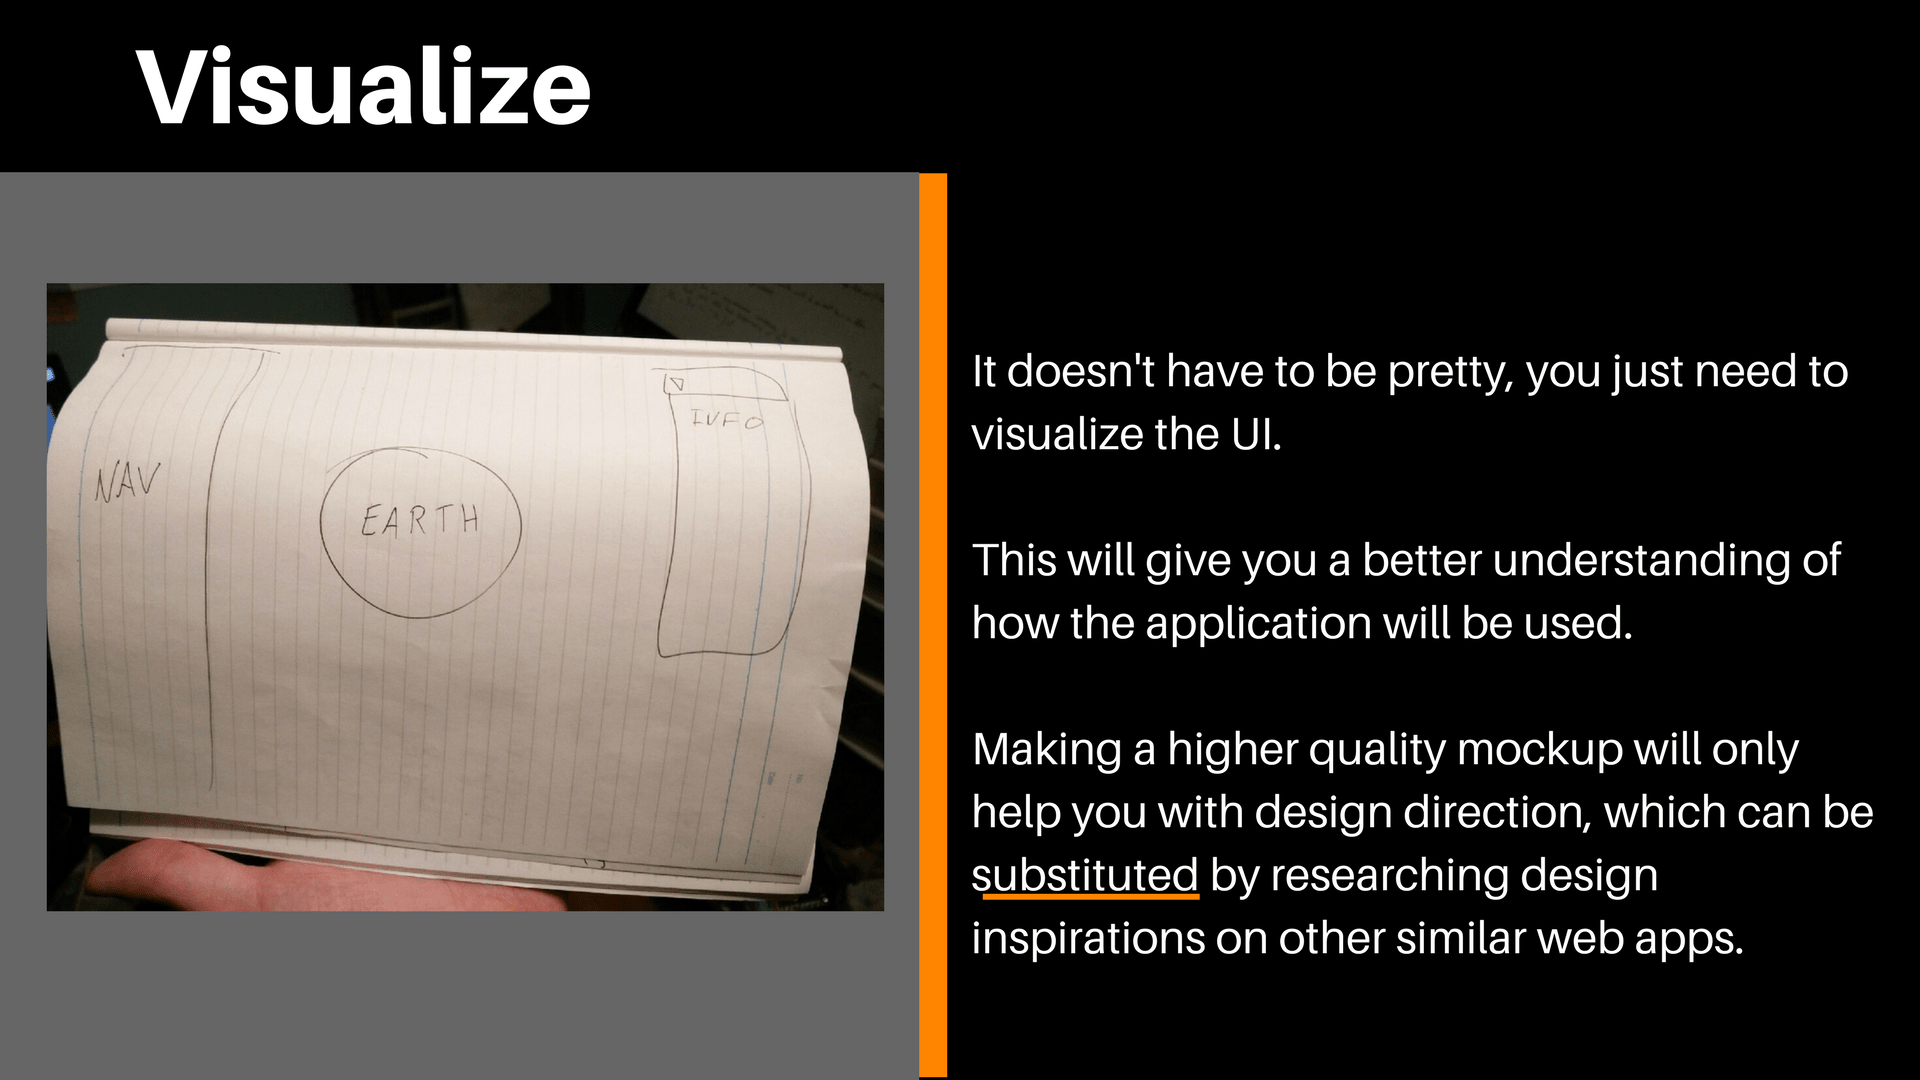 Visualize
NAV
EARTH
INFO
It doesn't have to be pretty, you just need to
visualize the UI.
This will give you a better understanding of
how the application will be used.
Making a higher quality mockup will only
help you with design direction, which can be
substituted by researching design
inspirations on other similar web apps.